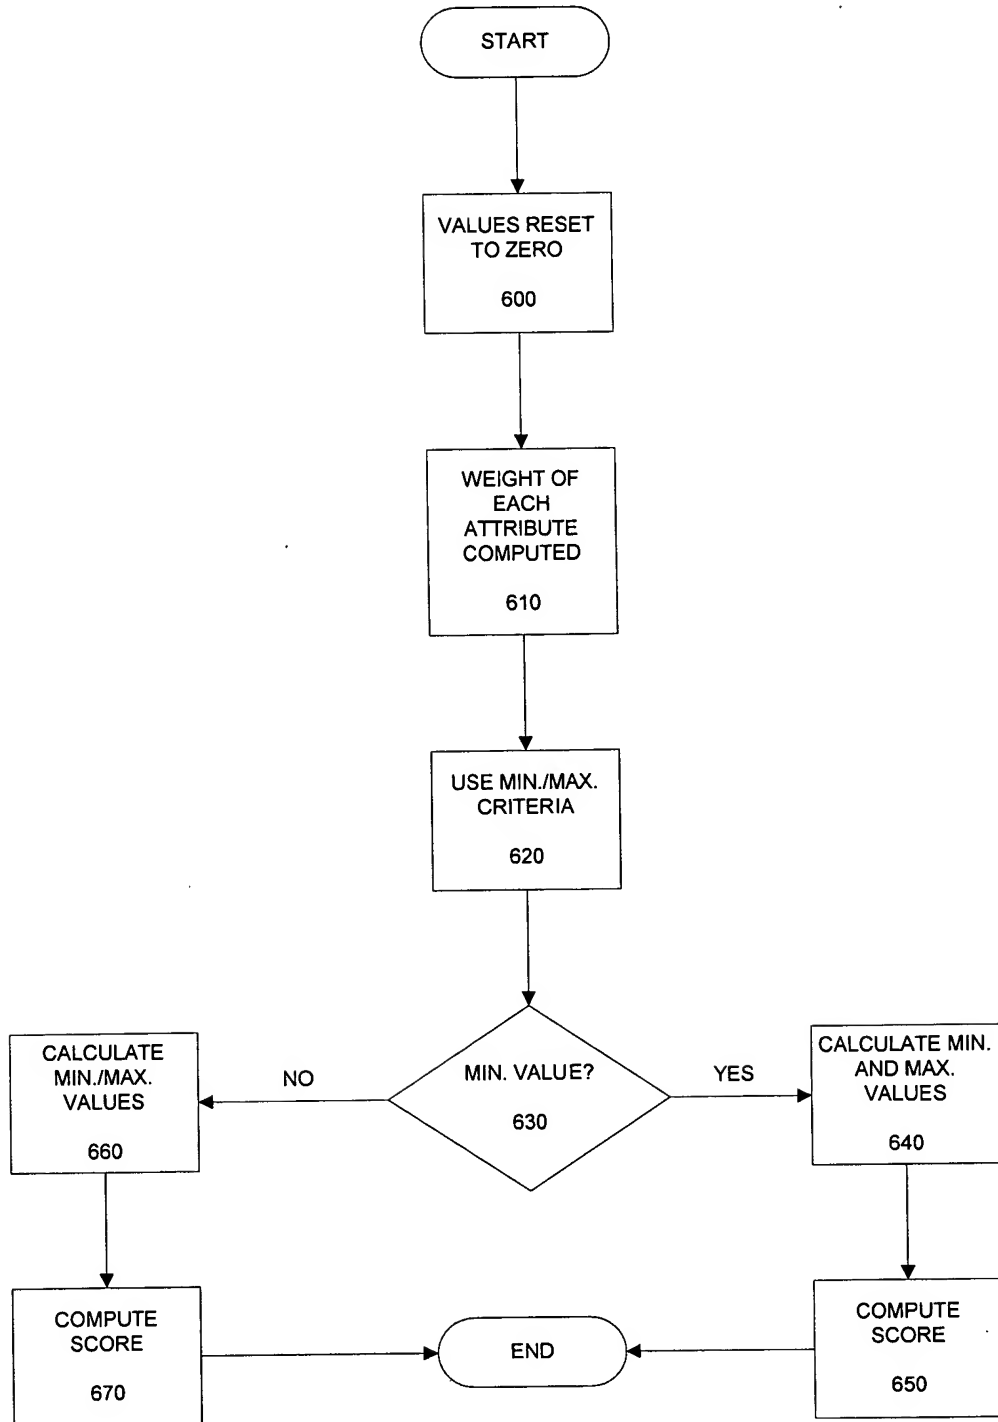 START
VALUES RESET
TO ZERO
600
WEIGHT OF
EACH
ATTRIBUTE
COMPUTED
610
USE MIN./MAX.
CRITERIA
620
MIN. VALUE?
630
NO
YES
CALCULATE
MIN./MAX.
VALUES
660
CALCULATE MIN.
AND MAX.
VALUES
640
COMPUTE
SCORE
670
END
COMPUTE
SCORE
650